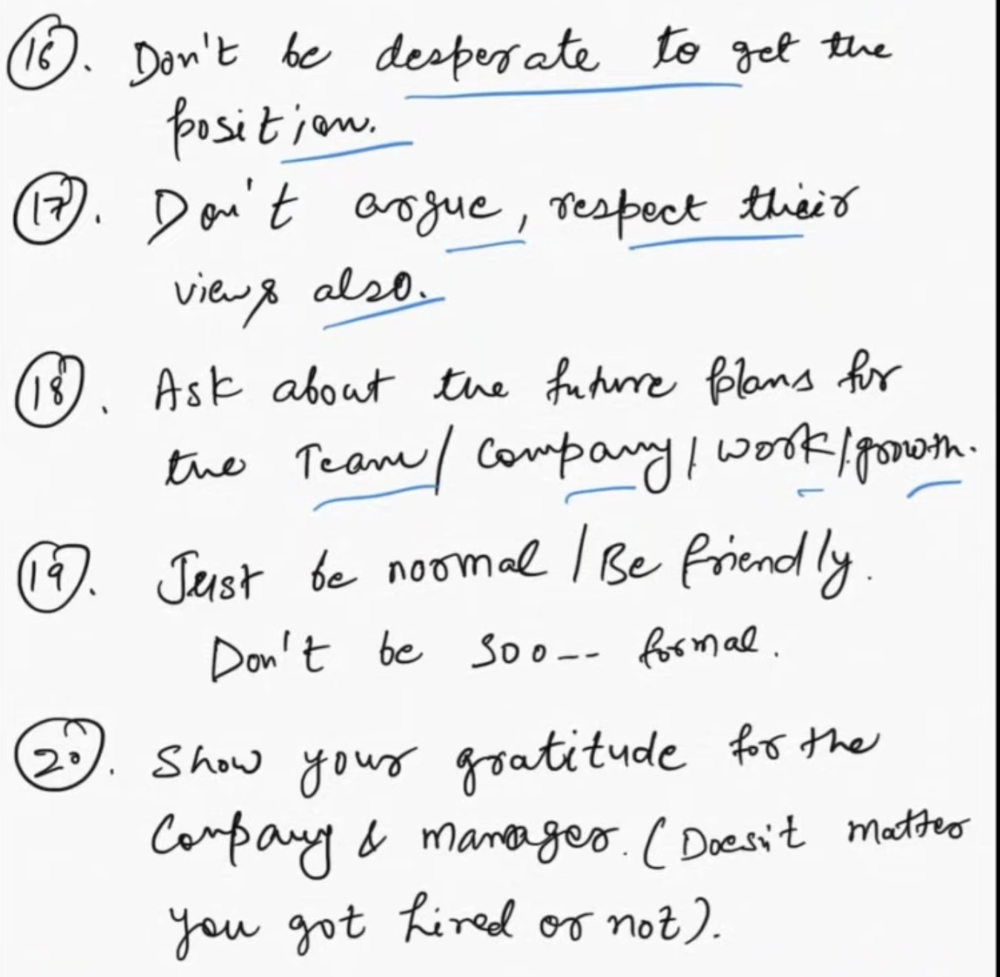 16. Don't be desperate to get the
position.
17. Don't argue, respect their
views also.
18. Ask about the future plans for
the Team/ Company/ work/growth.
19. Just be normal / Be friendly.
Don't be soo-- formal.
20. Show your gratitude for the
Company & manager. (Doesn't matter
you got hired or not).